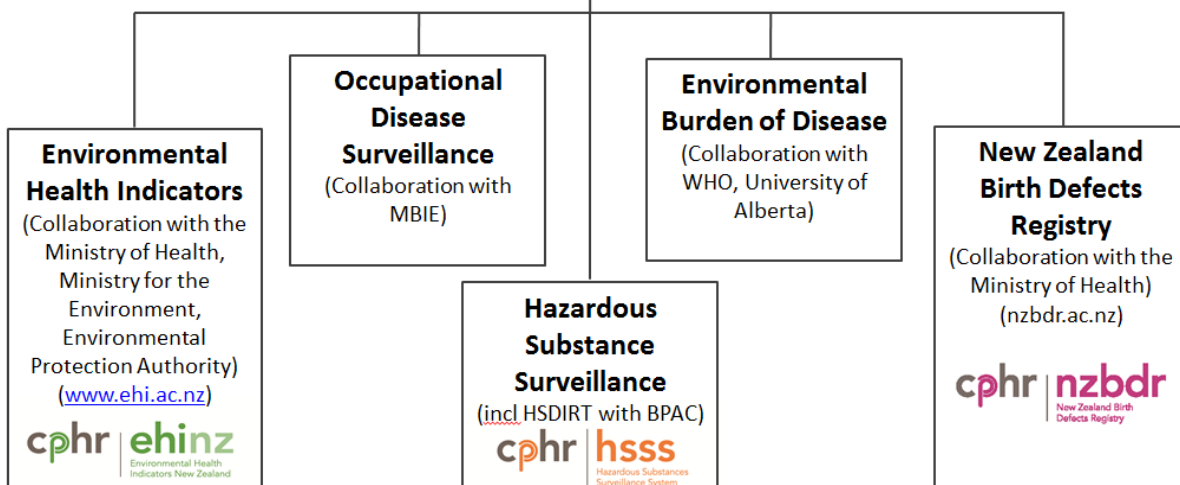 Environmental
Health Indicators
(Collaboration with the
Ministry of Health,
Ministry for the
Environment,
Environmental
Protection Authority)
(www.ehi.ac.nz)
cphr | ehinz
Environmental Health
Indicators New Zealand
Occupational
Disease
Surveillance
(Collaboration with
MBIE)
Hazardous
Substance
Surveillance
(incl HSDIRT with BPAC)
cphr | hsss
Hazardous Substances
Surveillance System
Environmental
Burden of Disease
(Collaboration with
WHO, University of
Alberta)
New Zealand
Birth Defects
Registry
(Collaboration with the
Ministry of Health)
(nzbdr.ac.nz)
cphr | nzbdr
New Zealand Birth
Defects Registry